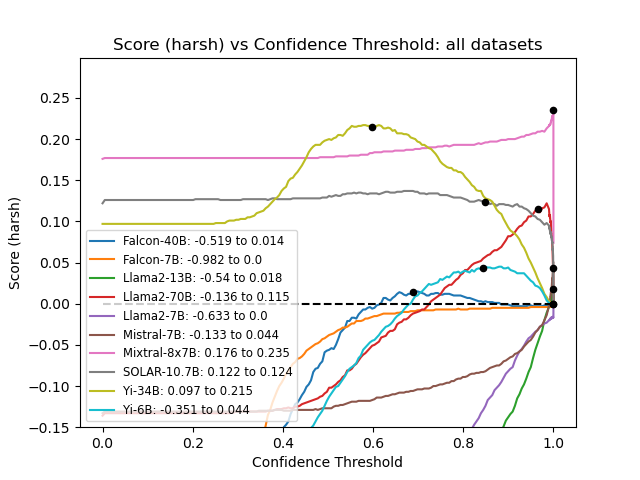 Score (harsh) vs Confidence Threshold: all datasets
Score (harsh)
0.25
0.20
0.15
0.10
0.05
0.00
−0.05
−0.10
−0.15
Falcon-40B: -0.519 to 0.014
Falcon-7B: -0.982 to 0.0
Llama2-13B: -0.54 to 0.018
Llama2-70B: -0.136 to 0.115
Llama2-7B: -0.633 to 0.0
Mistral-7B: -0.133 to 0.044
Mixtral-8x7B: 0.176 to 0.235
SOLAR-10.7B: 0.122 to 0.124
Yi-34B: 0.097 to 0.215
Yi-6B: -0.351 to 0.044
0.0 0.2 0.4 0.6 0.8 1.0
Confidence Threshold